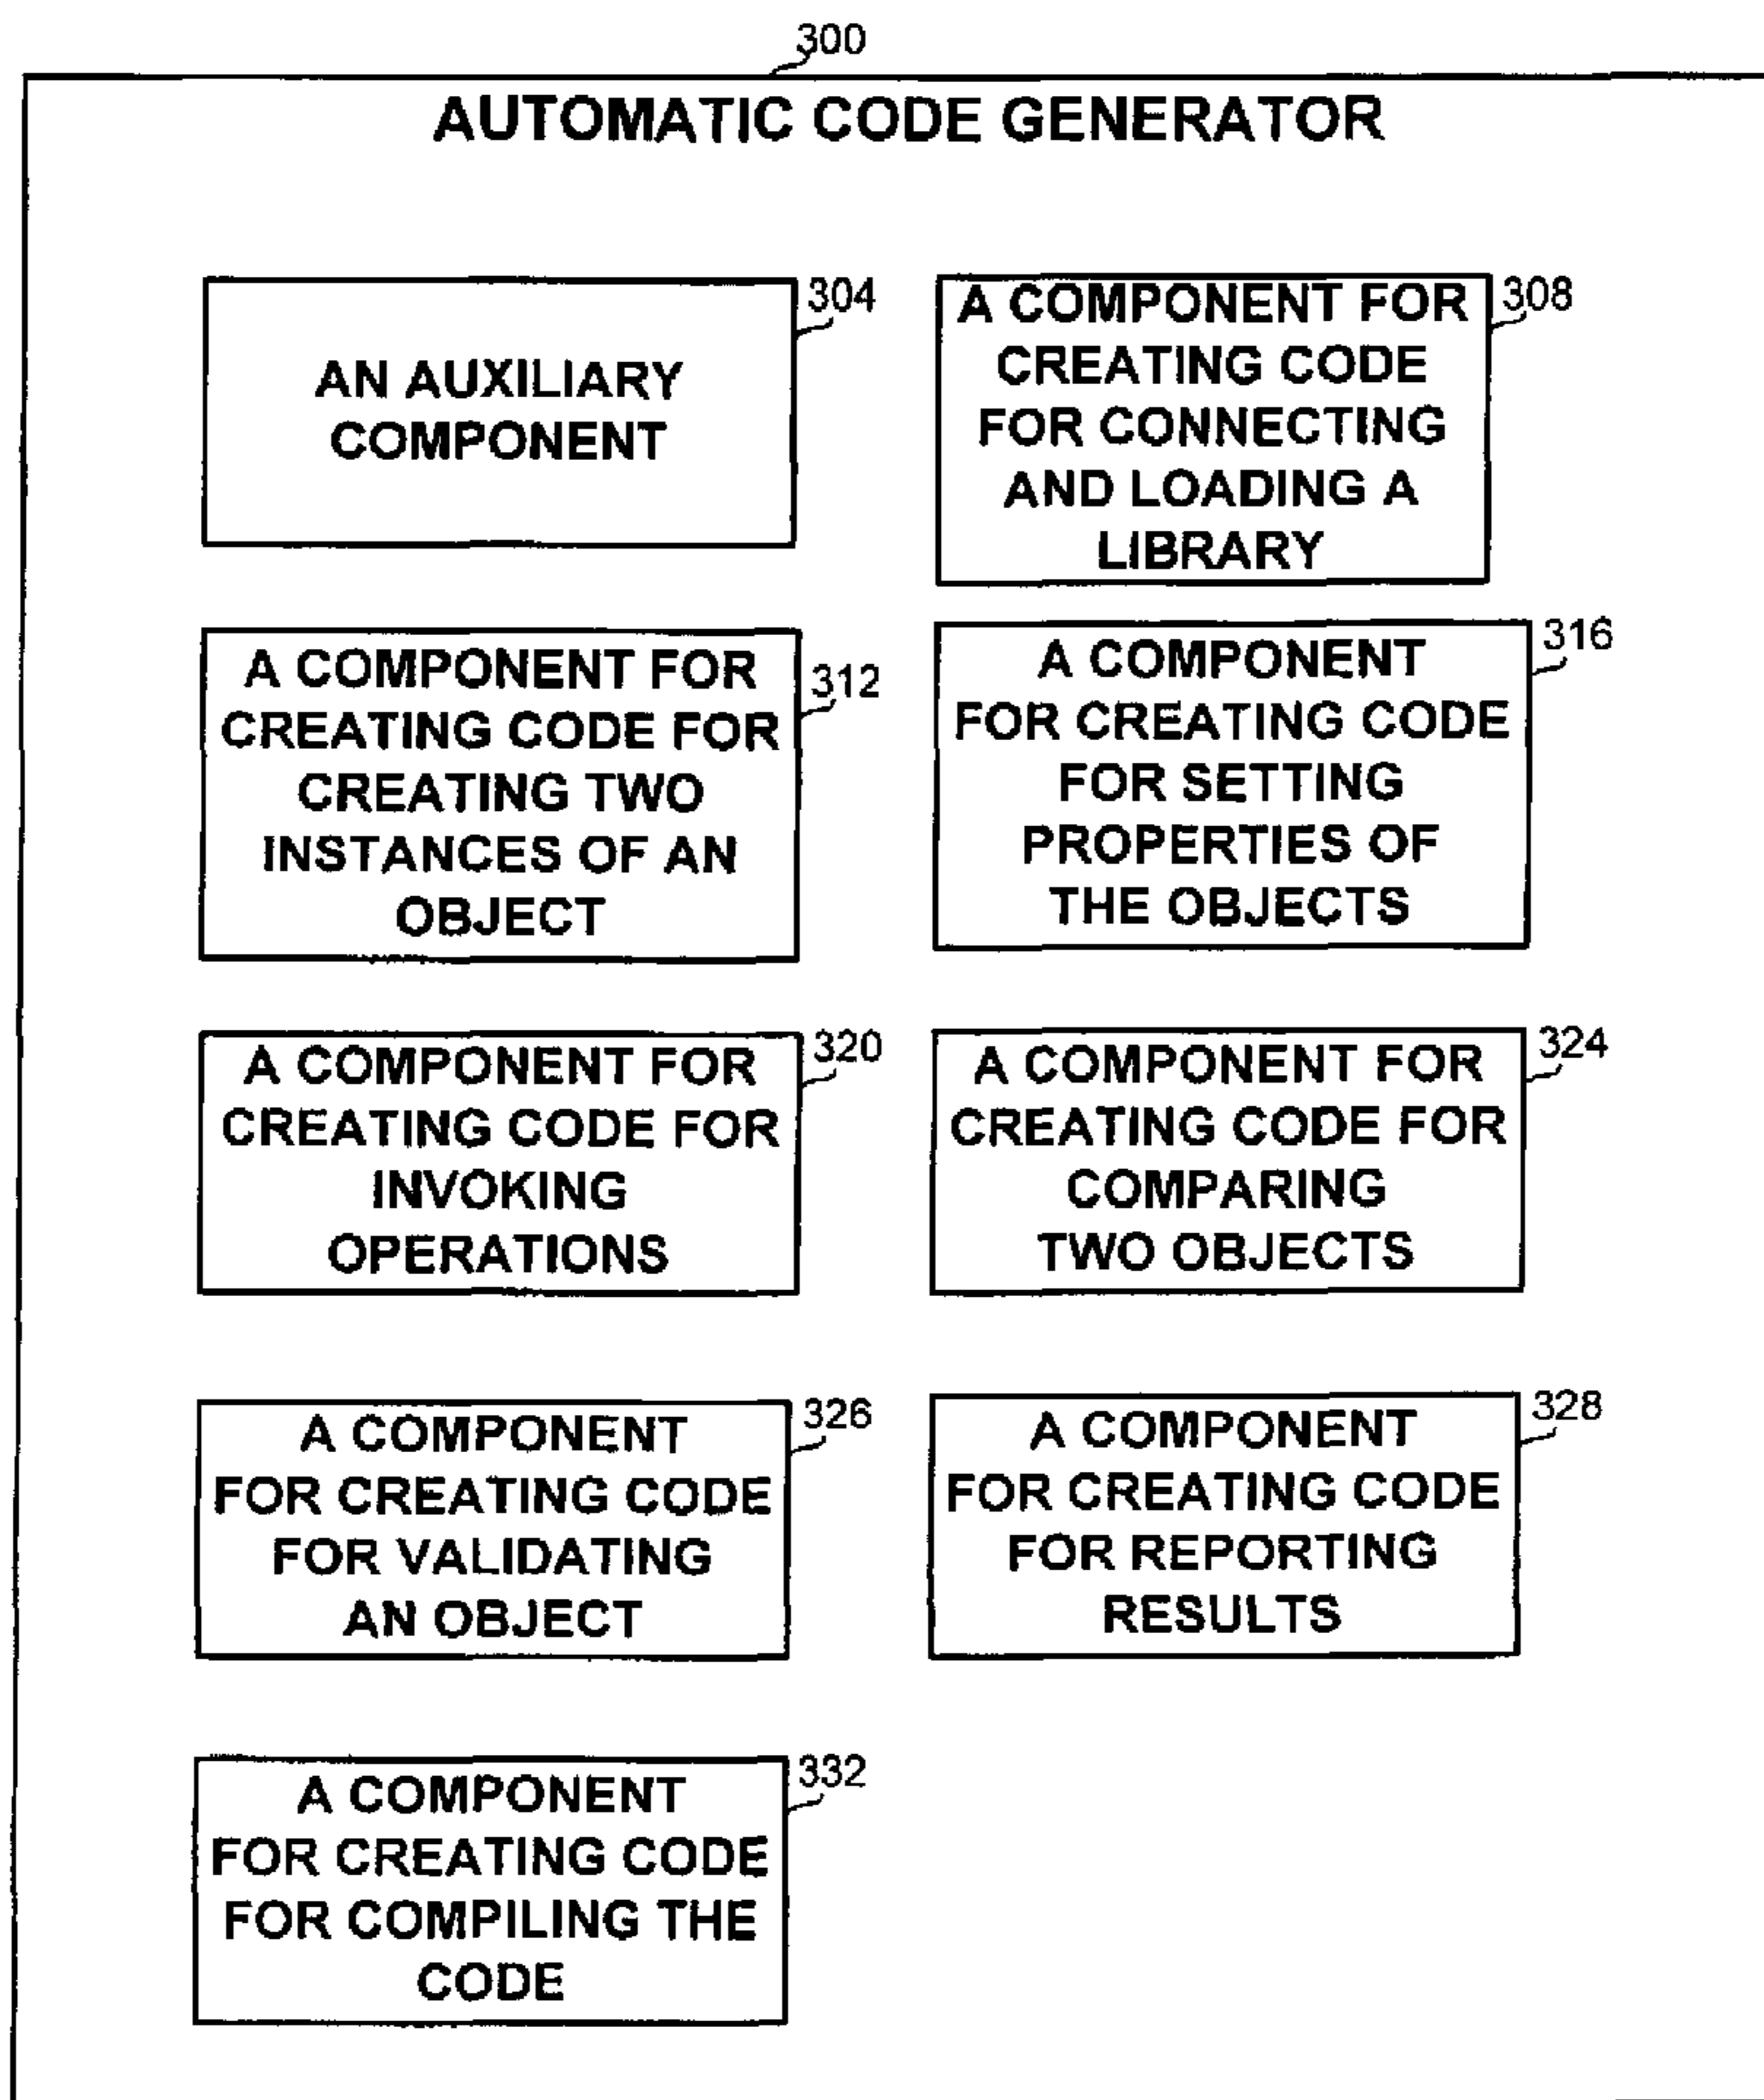 300
AUTOMATIC CODE GENERATOR
304
AN AUXILIARY
COMPONENT
308
A COMPONENT FOR
CREATING CODE
FOR CONNECTING
AND LOADING A
LIBRARY
312
A COMPONENT FOR
CREATING CODE FOR
CREATING TWO
INSTANCES OF AN
OBJECT
316
A COMPONENT
FOR CREATING CODE
FOR SETTING
PROPERTIES OF
THE OBJECTS
320
A COMPONENT FOR
CREATING CODE FOR
INVOKING
OPERATIONS
324
A COMPONENT FOR
CREATING CODE FOR
COMPARING
TWO OBJECTS
326
A COMPONENT
FOR CREATING CODE
FOR VALIDATING
AN OBJECT
328
A COMPONENT
FOR CREATING CODE
FOR REPORTING
RESULTS
332
A COMPONENT
FOR CREATING CODE
FOR COMPILING THE
CODE